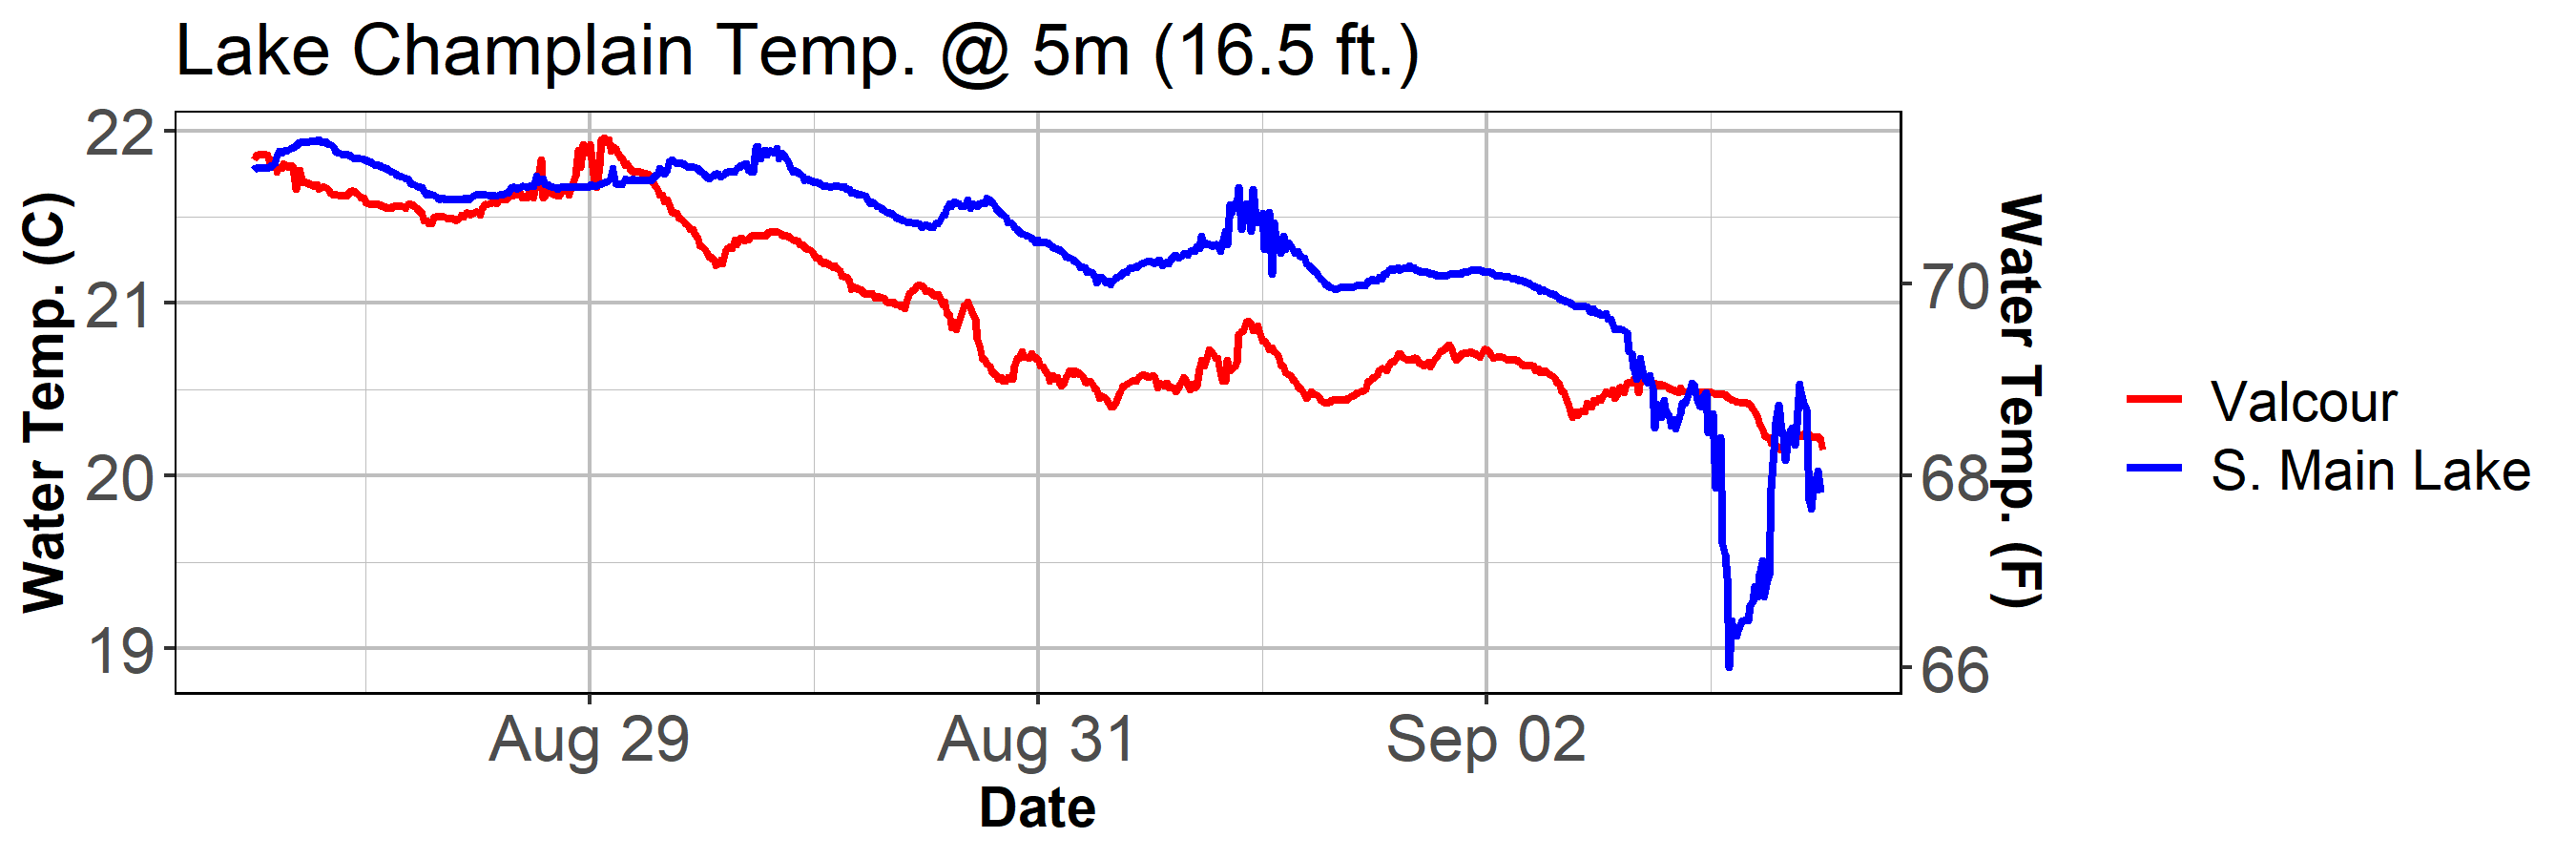 Lake Champlain Temp. @ 5m (16.5 ft.)
Water Temp. (C)
22
21
20
19
70
68
66
Water Temp. (F)
Aug 29
Aug 31
Sep 02
Date
Valcour
S. Main Lake